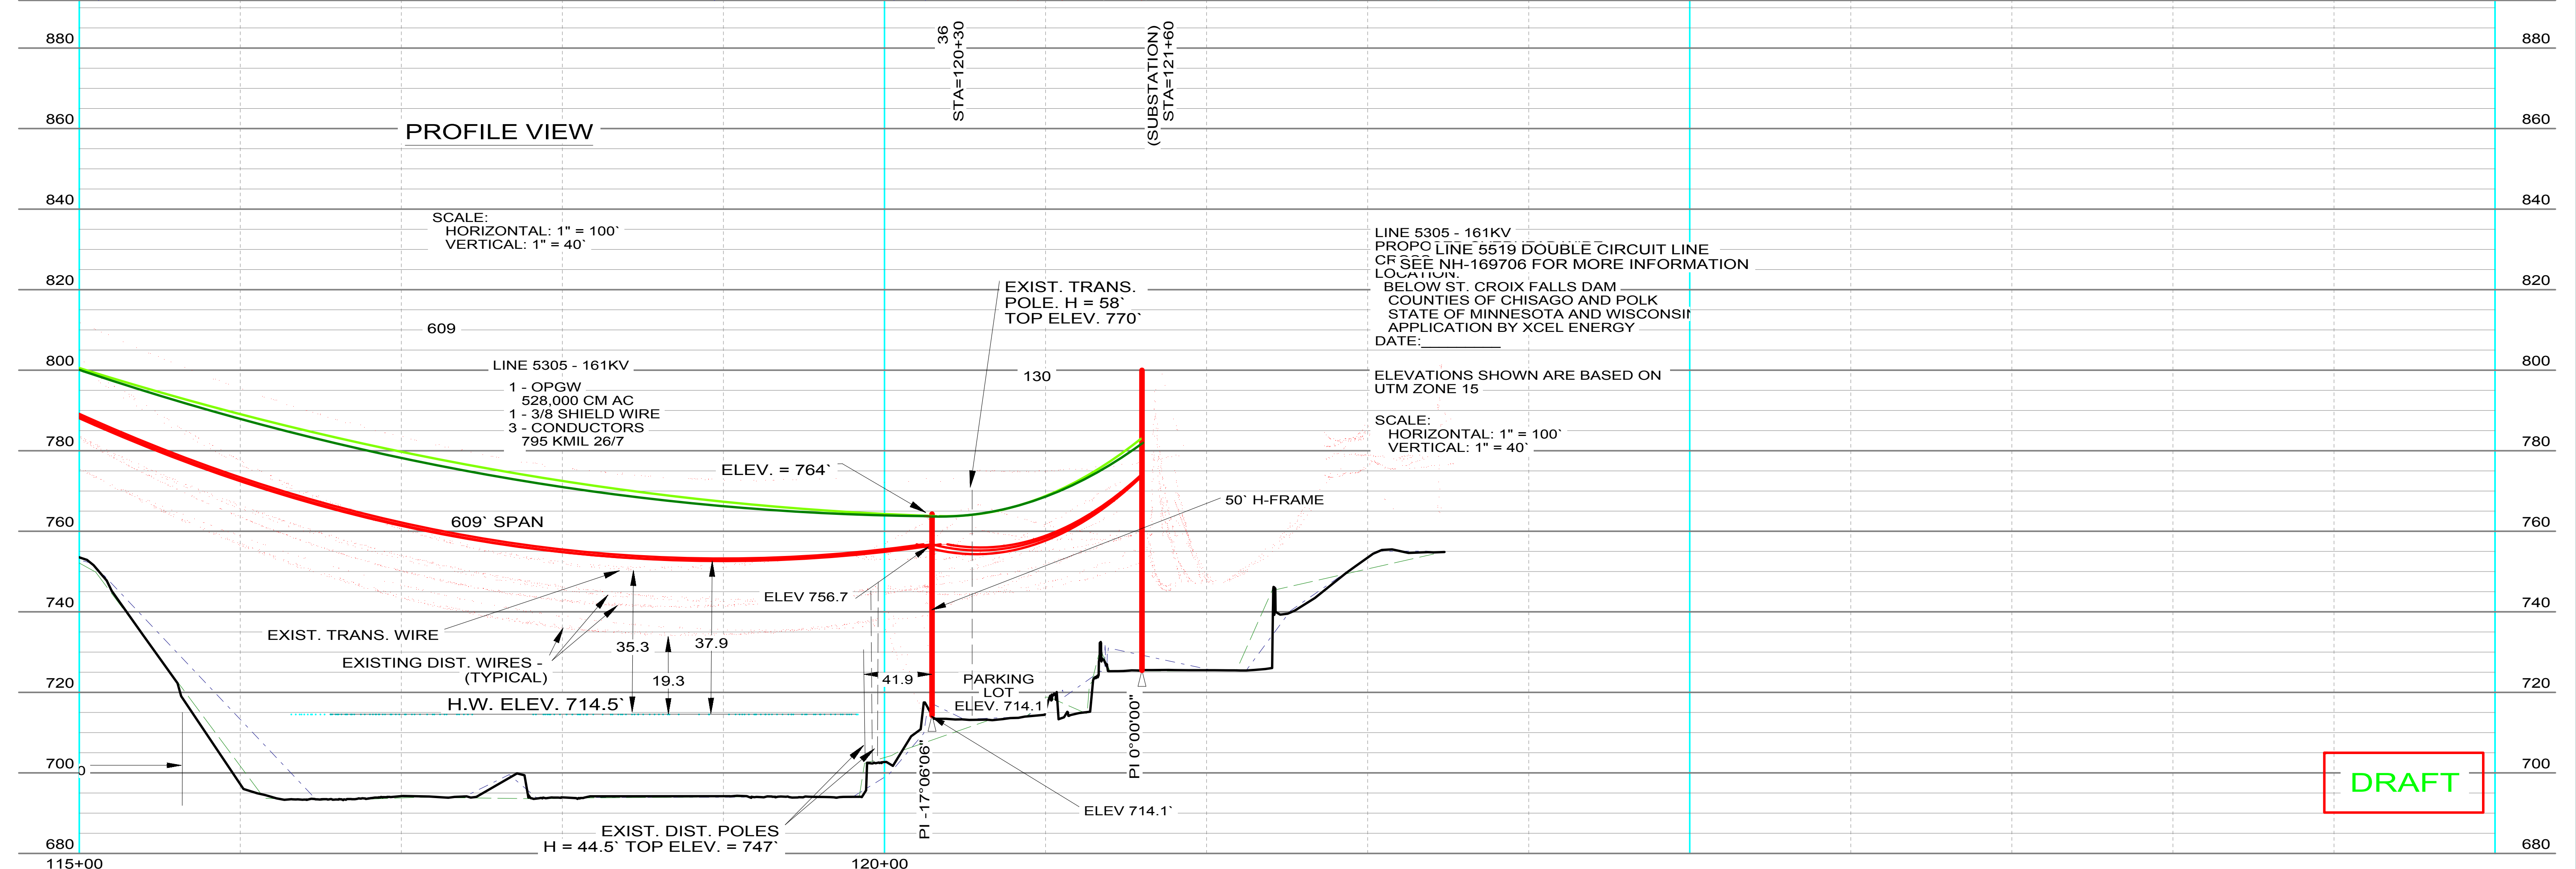 880
860
840
820
800
780
760
740
720
700
680
115+00
120+00
PROFILE VIEW
SCALE:
HORIZONTAL: 1" = 100`
VERTICAL: 1" = 40`
609
LINE 5305 - 161KV
1 - OPGW
528,000 CM AC
1 - 3/8 SHIELD WIRE
3 - CONDUCTORS
795 KMIL 26/7
36
STA=120+30
(SUBSTATION)
STA=121+60
EXIST. TRANS.
POLE. H = 58`
TOP ELEV. 770`
130
ELEV. = 764`
50` H-FRAME
609` SPAN
ELEV 756.7
EXIST. TRANS. WIRE
EXISTING DIST. WIRES -
(TYPICAL)
35.3
19.3
37.9
41.9
H.W. ELEV. 714.5`
PARKING
LOT
ELEV. 714.1
0
PI -17°06'06"
PI 0°00'00"
ELEV 714.1`
EXIST. DIST. POLES
H = 44.5` TOP ELEV. = 747`
LINE 5305 - 161KV
LINE 5519 DOUBLE CIRCUIT LINE
SEE NH-169706 FOR MORE INFORMATION
LOCATION:
BELOW ST. CROIX FALLS DAM
COUNTIES OF CHISAGO AND POLK
STATE OF MINNESOTA AND WISCONSIN
APPLICATION BY XCEL ENERGY
DATE:
ELEVATIONS SHOWN ARE BASED ON
UTM ZONE 15
SCALE:
HORIZONTAL: 1" = 100`
VERTICAL: 1" = 40`
880
860
840
820
800
780
760
740
720
700
680
DRAFT